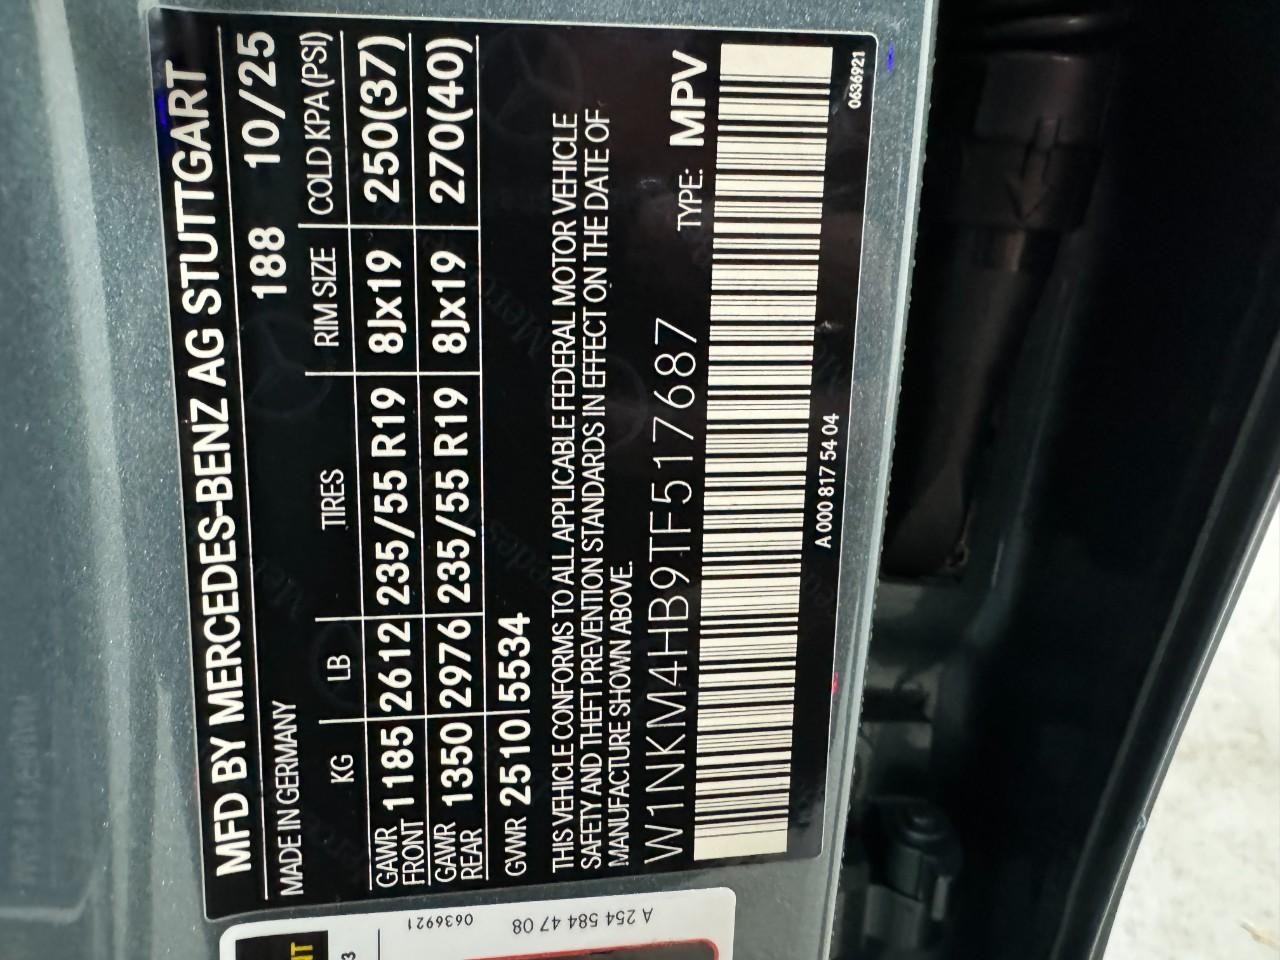 MFD BY MERCEDES-BENZ AG STUTTGART
MADE IN GERMANY 188 10/25
KG LB TIRES RIM SIZE COLD KPA(PSI)
GAWR FRONT 1185 2612 235/55 R19 8Jx19 250(37)
GAWR REAR 1350 2976 235/55 R19 8Jx19 270(40)
GVWR 2510 5534
THIS VEHICLE CONFORMS TO ALL APPLICABLE FEDERAL MOTOR VEHICLE
SAFETY AND THEFT PREVENTION STANDARDS IN EFFECT ON THE DATE OF
MANUFACTURE SHOWN ABOVE.
W1NKM4HB9TF517687 TYPE: MPV
A 000 817 54 04 0636921
A 254 584 47 08 0636921